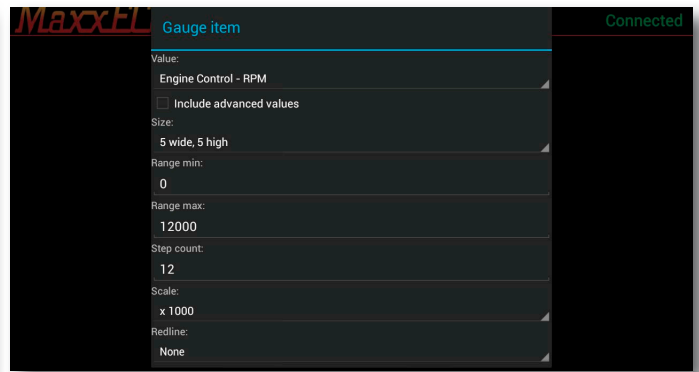 MaxxE
Gauge item
Connected
Value:
Engine Control - RPM
Include advanced values
Size:
5 wide, 5 high
Range min:
0
Range max:
12000
Step count:
12
Scale:
x 1000
Redline:
None